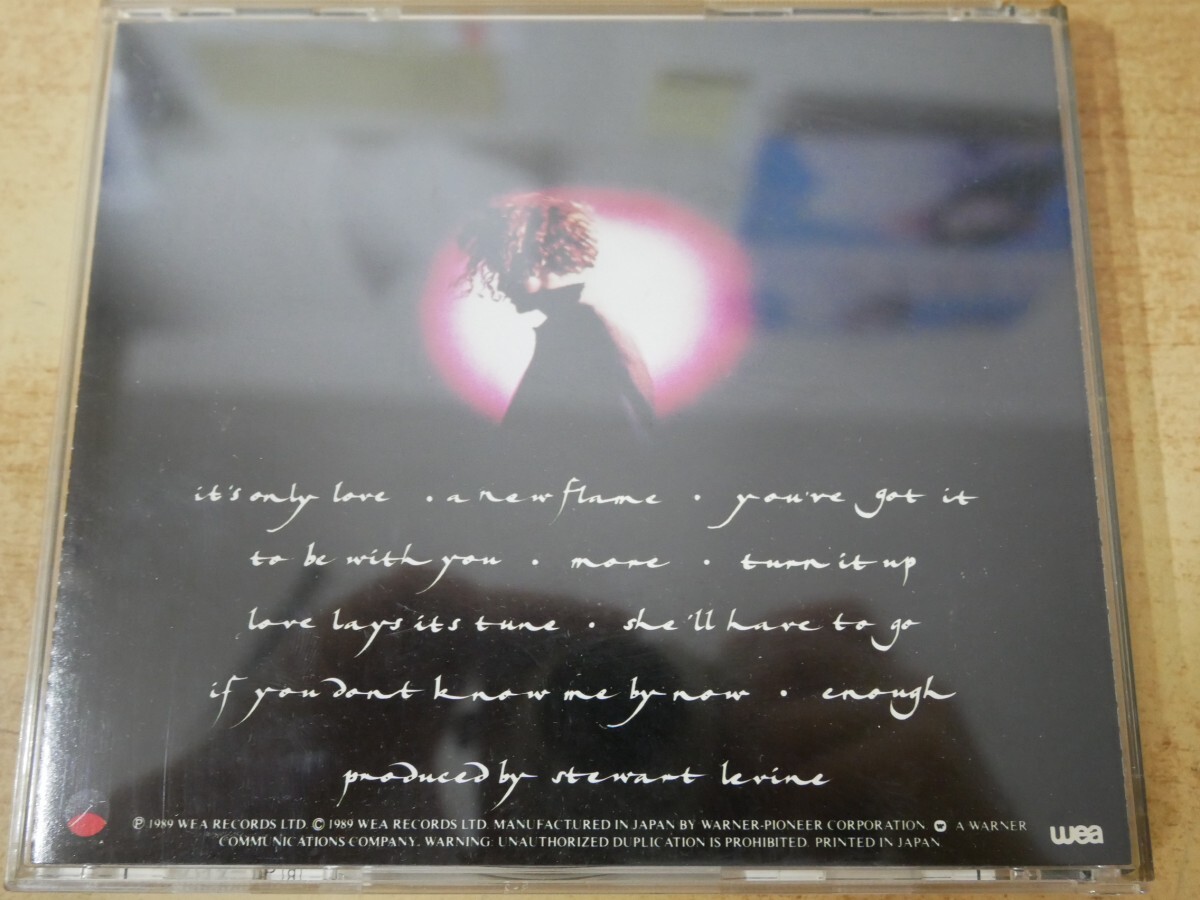 it's only love · a new flame · you've got it
to be with you · more · turn it up
love lays its tune · she'll have to go
if you don't know me by now · enough
produced by stewart levine
℗ 1989 WEA RECORDS LTD. © 1989 WEA RECORDS LTD. MANUFACTURED IN JAPAN BY WARNER-PIONEER CORPORATION. A WARNER
COMMUNICATIONS COMPANY. WARNING: UNAUTHORIZED DUPLICATION IS PROHIBITED. PRINTED IN JAPAN.
wea